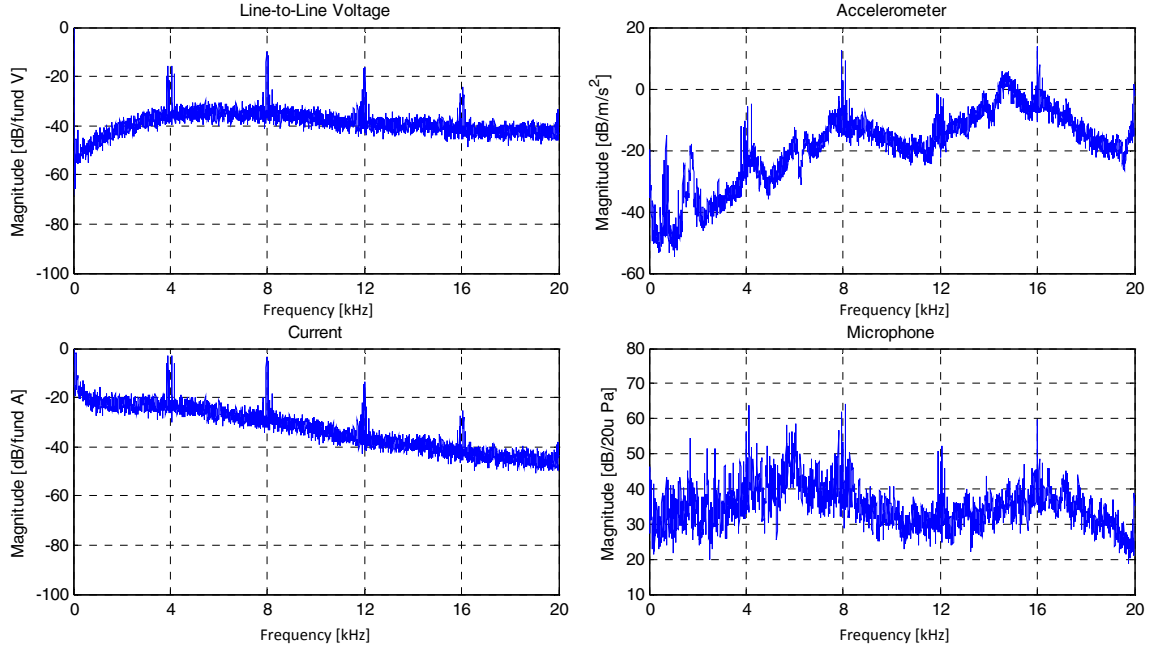 Line-to-Line Voltage
Magnitude [dB/fund V]
0
-20
-40
-60
-80
-100
0 4 8 12 16 20
Frequency [kHz]
Accelerometer
Magnitude [dB/m/s²]
20
0
-20
-40
-60
0 4 8 12 16 20
Frequency [kHz]
Current
Magnitude [dB/fund A]
0
-20
-40
-60
-80
-100
0 4 8 12 16 20
Frequency [kHz]
Microphone
Magnitude [dB/20u Pa]
80
70
60
50
40
30
20
10
0 4 8 12 16 20
Frequency [kHz]